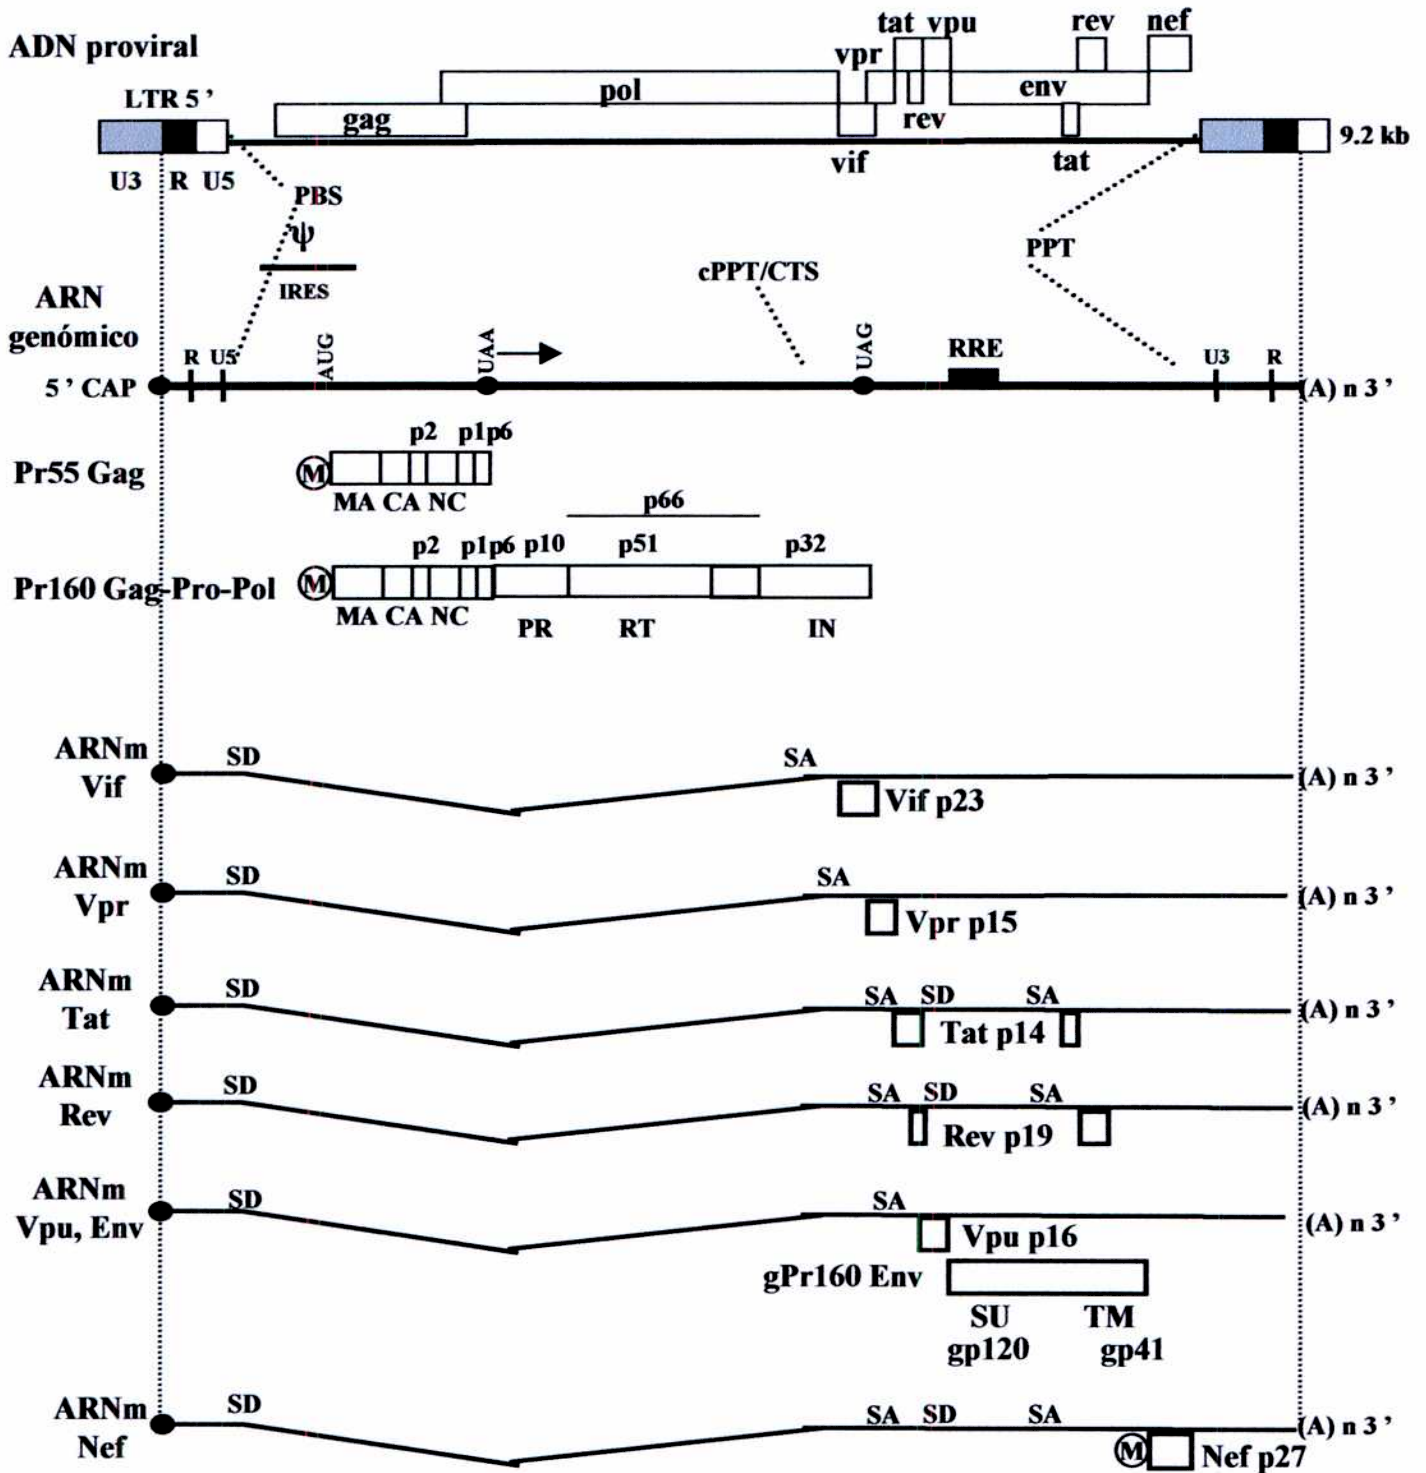 tat vpu rev nef
ADN proviral
vpr
LTR 5 ’
pol
env
gag
rev
9.2 kb
vif
tat
U3 R U5
PBS
ψ
PPT
cPPT/CTS
IRES
ARN
genómico
R U5
AUG
UAA
UAG
RRE
U3 R
5 ’ CAP
(A) n 3 ’
p2 p1p6
Pr55 Gag
M
MA CA NC
p66
p2 p1p6 p10 p51 p32
Pr160 Gag-Pro-Pol
M
MA CA NC
PR RT IN
ARNm
Vif
SD
SA
(A) n 3 ’
Vif p23
ARNm
Vpr
SD
SA
(A) n 3 ’
Vpr p15
ARNm
Tat
SD
SA SD SA
(A) n 3 ’
Tat p14
ARNm
Rev
SD
SA SD SA
(A) n 3 ’
Rev p19
ARNm
Vpu, Env
SD
SA
(A) n 3 ’
Vpu p16
gPr160 Env
SU TM
gp120 gp41
ARNm
Nef
SD
SA SD SA
(A) n 3 ’
M
Nef p27